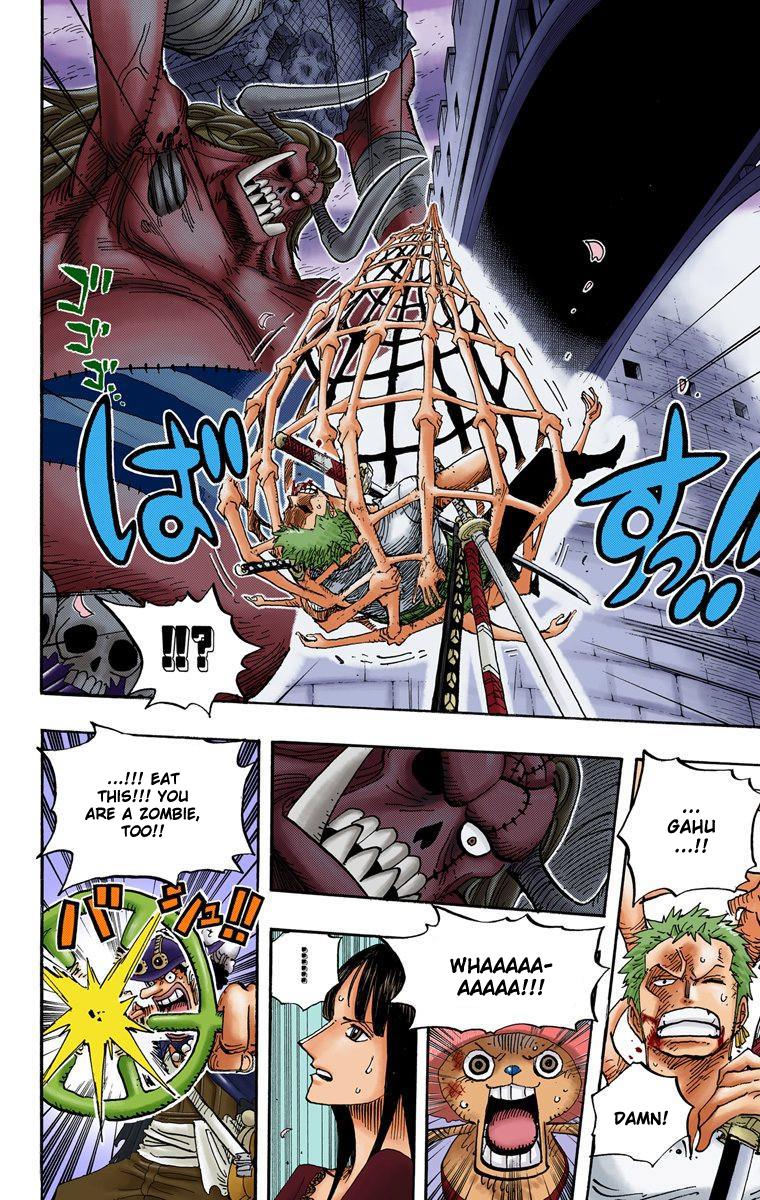 ゴゴゴ…
ばすっ!!
!!?
...
GAHU
...!!
DAMN!
WHAAAAA-
AAAAA!!!
...!!! EAT
THIS!!! YOU
ARE A ZOMBIE,
TOO!!
バシュ!!